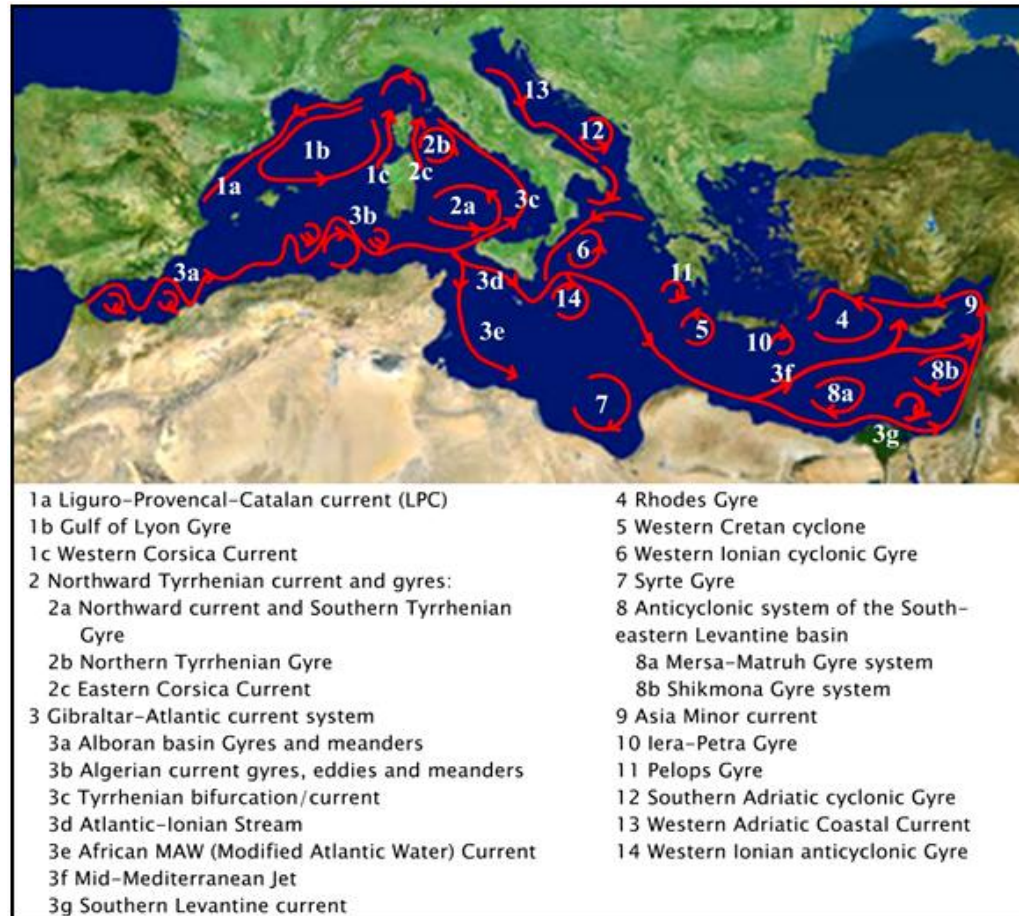 13
12
1b
2b
1a
1c
2c
2a
3c
3b
6
3a
3d
11
14
3e
5
10
4
9
3f
8b
8a
7
3g
1a Liguro-Provencal-Catalan current (LPC)
1b Gulf of Lyon Gyre
1c Western Corsica Current
2 Northward Tyrrhenian current and gyres:
2a Northward current and Southern Tyrrhenian
Gyre
2b Northern Tyrrhenian Gyre
2c Eastern Corsica Current
3 Gibraltar-Atlantic current system
3a Alboran basin Gyres and meanders
3b Algerian current gyres, eddies and meanders
3c Tyrrhenian bifurcation/current
3d Atlantic-Ionian Stream
3e African MAW (Modified Atlantic Water) Current
3f Mid-Mediterranean Jet
3g Southern Levantine current
4 Rhodes Gyre
5 Western Cretan cyclone
6 Western Ionian cyclonic Gyre
7 Syrte Gyre
8 Anticyclonic system of the South-
eastern Levantine basin
8a Mersa-Matruh Gyre system
8b Shikmona Gyre system
9 Asia Minor current
10 Iera-Petra Gyre
11 Pelops Gyre
12 Southern Adriatic cyclonic Gyre
13 Western Adriatic Coastal Current
14 Western Ionian anticyclonic Gyre